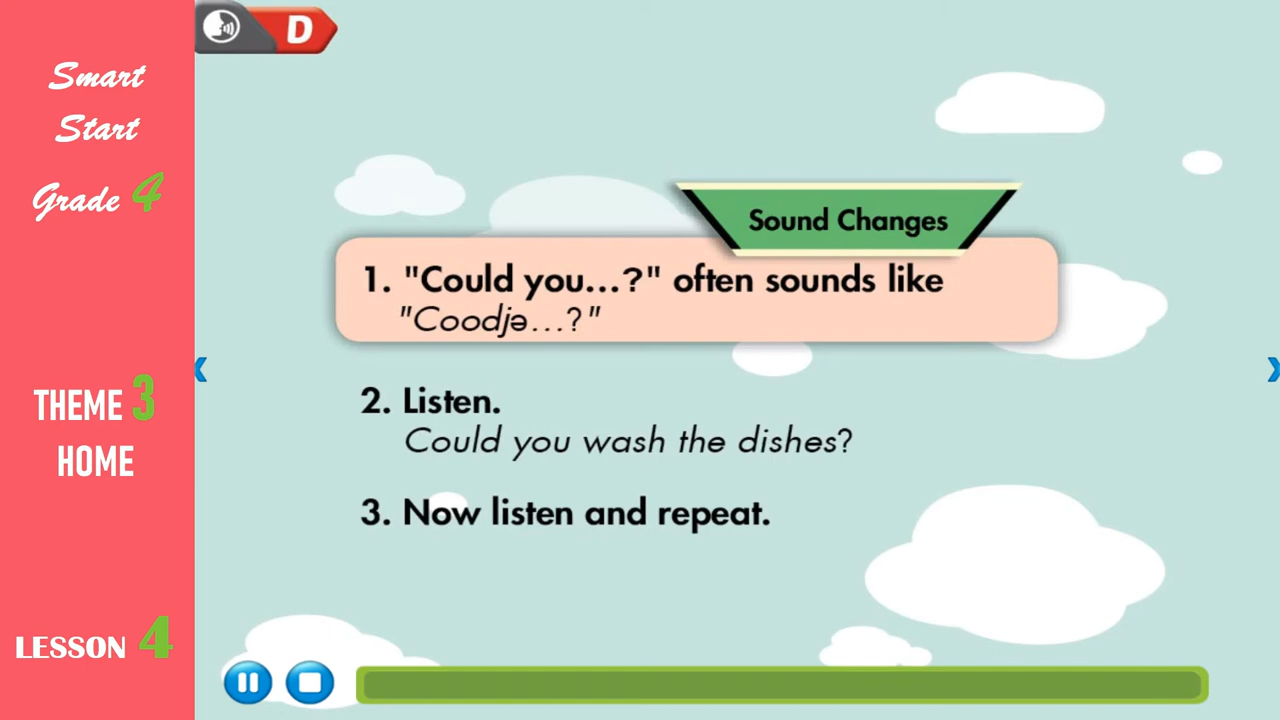 Smart
Start
Grade 4
THEME 3
HOME
LESSON 4
D
Sound Changes
1. "Could you...?" often sounds like
"Coodjə...?"
2. Listen.
Could you wash the dishes?
3. Now listen and repeat.